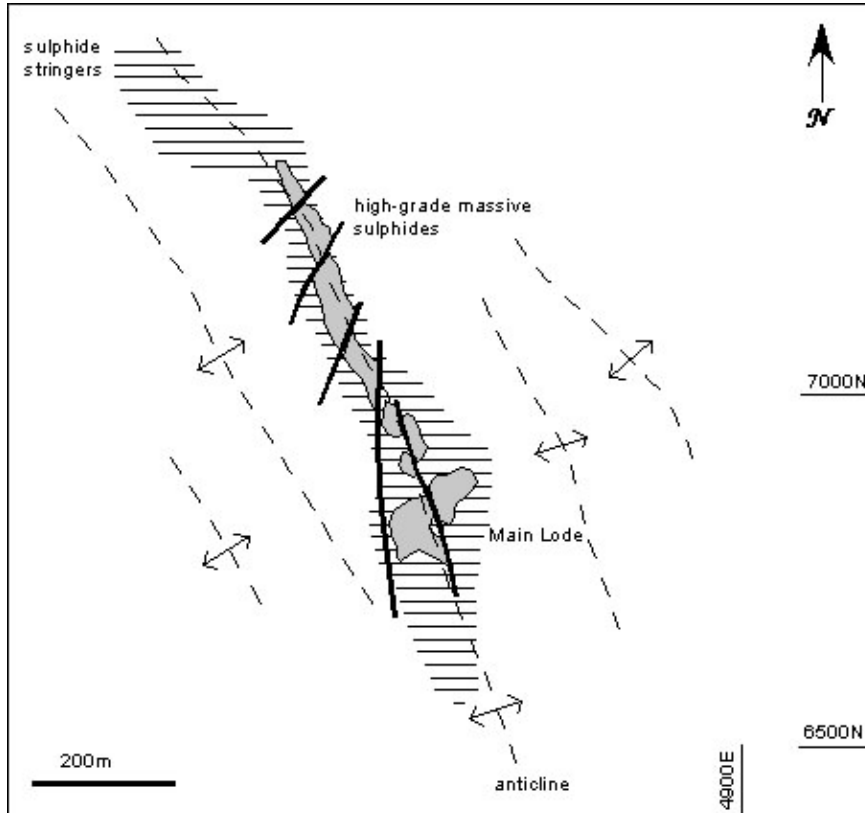 sulphide
stringers
N
high-grade massive
sulphides
7000N
Main Lode
6500N
200m
4900E
anticline